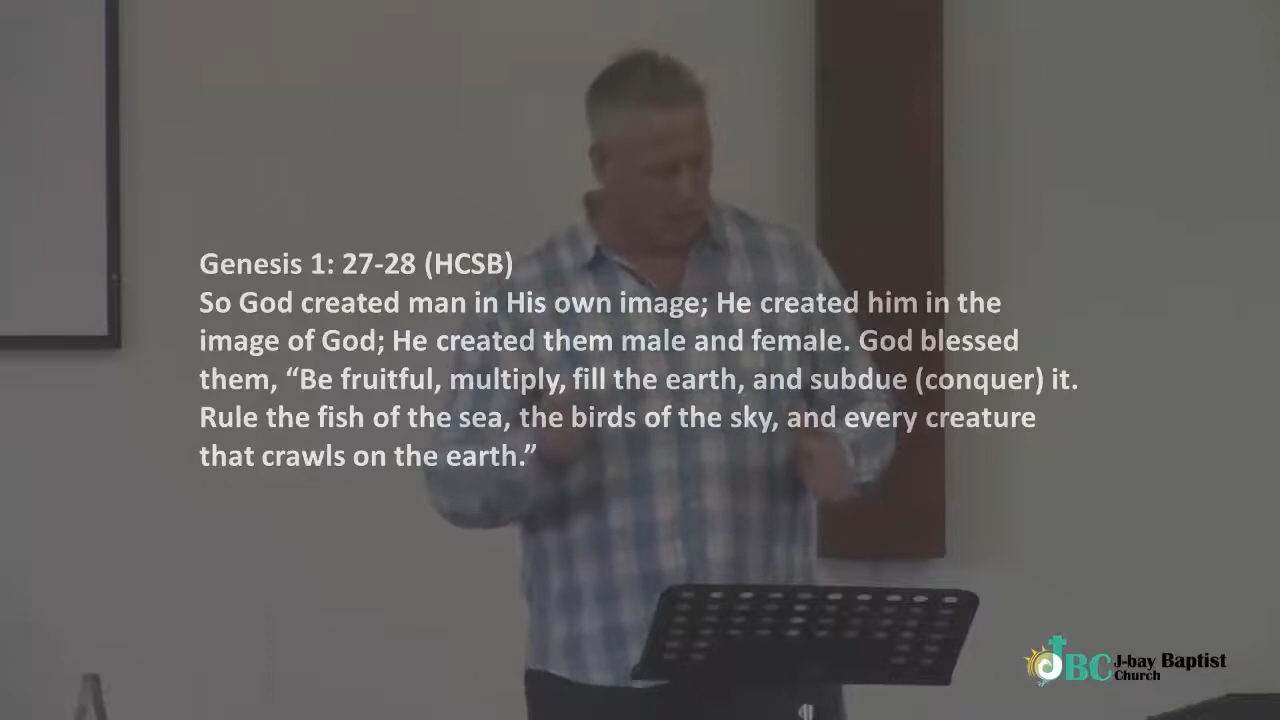 Genesis 1: 27-28 (HCSB)
So God created man in His own image; He created him in the
image of God; He created them male and female. God blessed
them, “Be fruitful, multiply, fill the earth, and subdue (conquer) it.
Rule the fish of the sea, the birds of the sky, and every creature
that crawls on the earth.”
JBC J-bay Baptist
Church